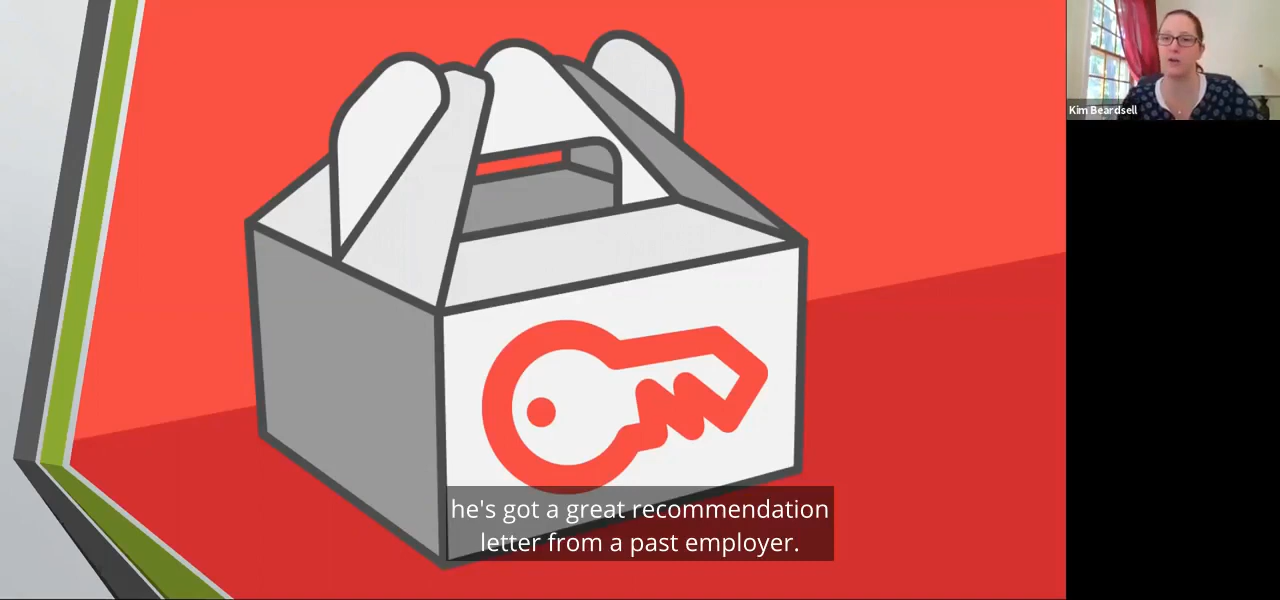 Kim Beardsell
he's got a great recommendation
letter from a past employer.